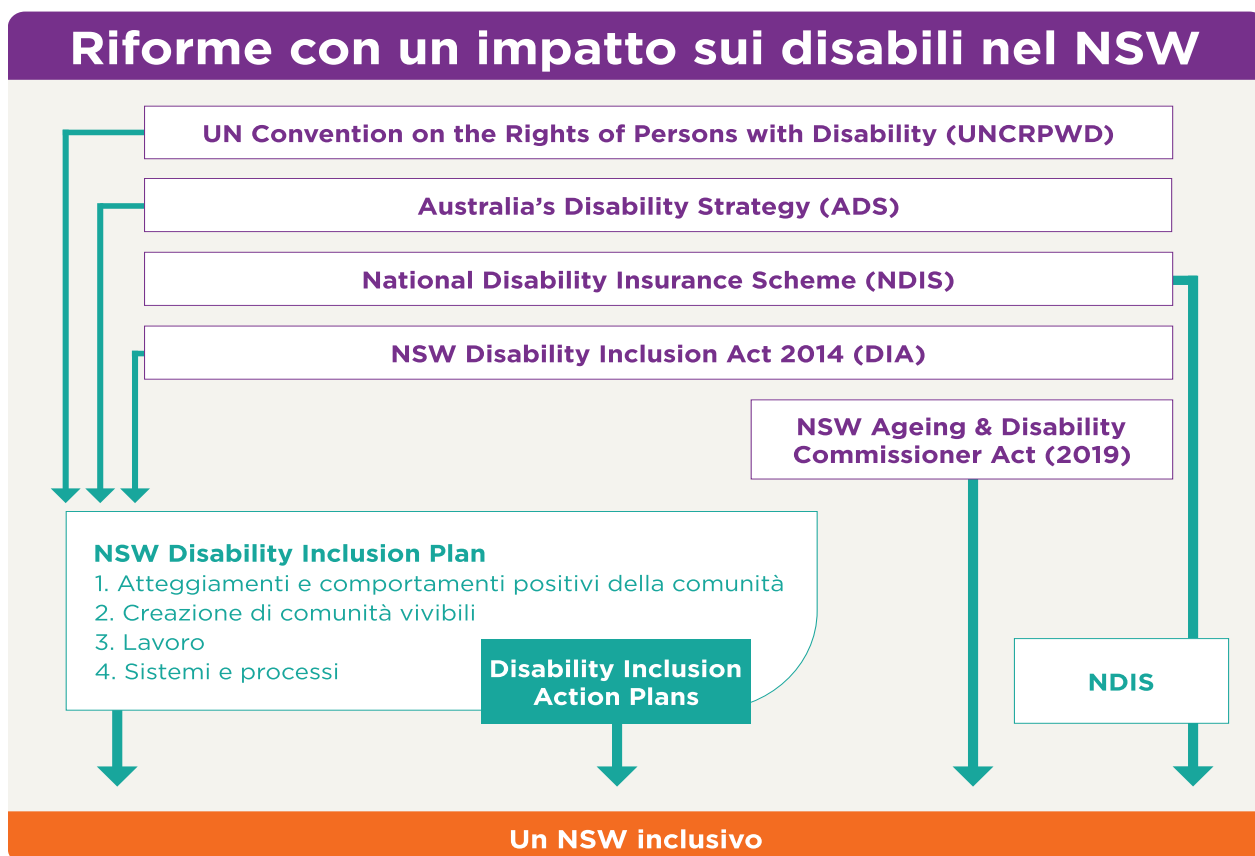 Riforme con un impatto sui disabili nel NSW
UN Convention on the Rights of Persons with Disability (UNCRPWD)
Australia’s Disability Strategy (ADS)
National Disability Insurance Scheme (NDIS)
NSW Disability Inclusion Act 2014 (DIA)
NSW Ageing & Disability
Commissioner Act (2019)
NSW Disability Inclusion Plan
1. Atteggiamenti e comportamenti positivi della comunità
2. Creazione di comunità vivibili
3. Lavoro
4. Sistemi e processi
Disability Inclusion
Action Plans
NDIS
Un NSW inclusivo